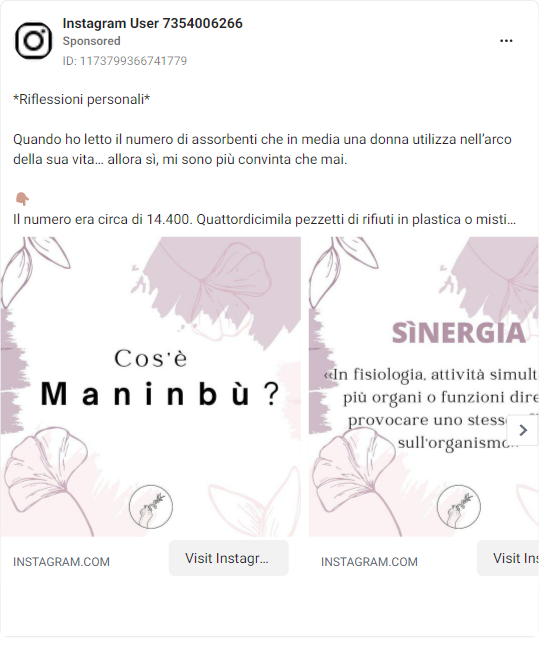 Instagram User 7354006266
Sponsored
ID: 1173799366741779
*Riflessioni personali*
Quando ho letto il numero di assorbenti che in media una donna utilizza nell'arco
della sua vita… allora sì, mi sono più convinta che mai.
Il numero era circa di 14.400. Quattordicimila pezzetti di rifiuti in plastica o misti...
Cos'è
Maninbù?
SÌNERGIA
«In fisiologia, attività simult
più organi o funzioni dire
provocare uno stess
sull'organismo
INSTAGRAM.COM
Visit Instagr...
INSTAGRAM.COM
Visit Ins